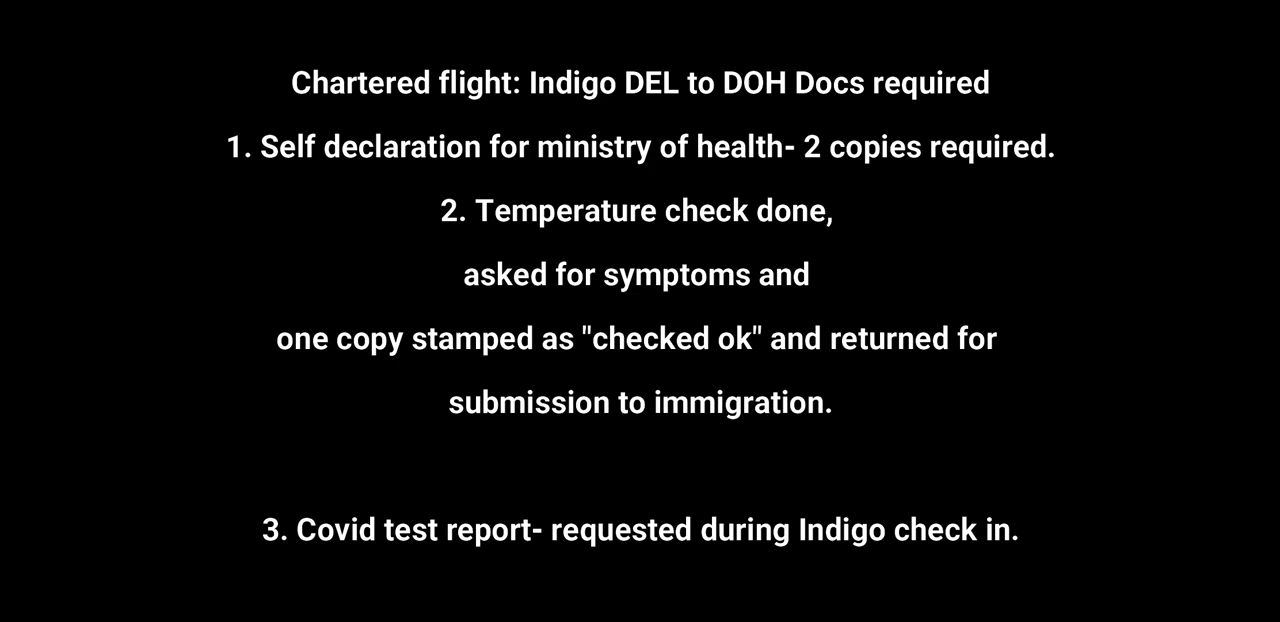 Chartered flight: Indigo DEL to DOH Docs required
1. Self declaration for ministry of health- 2 copies required.
2. Temperature check done,
asked for symptoms and
one copy stamped as "checked ok" and returned for
submission to immigration.
3. Covid test report- requested during Indigo check in.